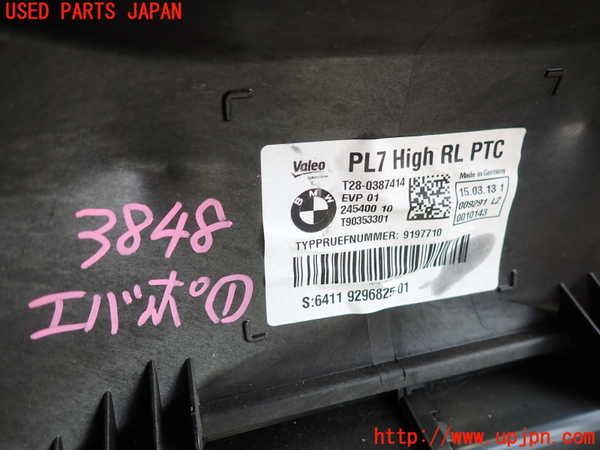 USED PARTS JAPAN
Valeo
PL7 High RL PTC
T28-0387414
Made in Germany
BMW
EVP 01
245400 10
T90353301
15.03.13 1
009291 LZ
0010143
TYPPRUEFNUMMER: 9197710
S:6411 9296825-01
3848
エバポ①
http://www.upjpn.com/